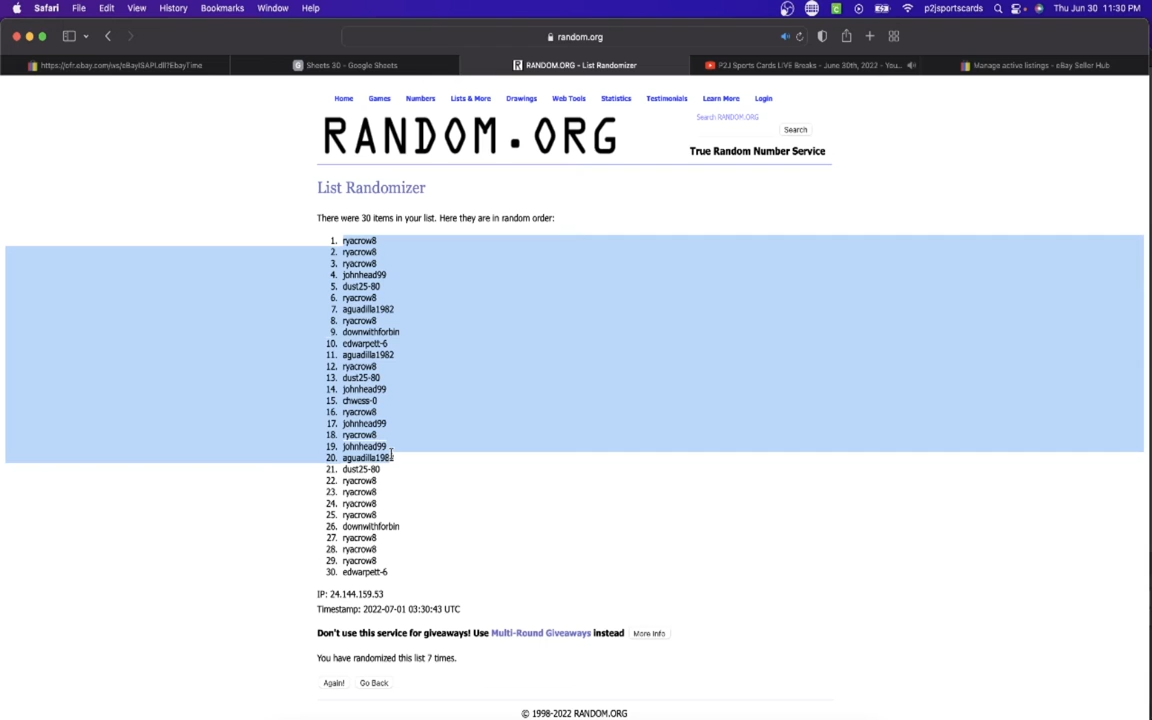 Safari File Edit View History Bookmarks Window Help p2jsportscards Thu Jun 30 11:30 PM
random.org
https://ofr.ebay.com/ws/eBayISAPI.dll?EbayTime Sheets 30 - Google Sheets RANDOM.ORG - List Randomizer P2J Sports Cards LIVE Breaks - June 30th, 2022 - You... Manage active listings - eBay Seller Hub
Home Games Numbers Lists & More Drawings Web Tools Statistics Testimonials Learn More Login
Search RANDOM.ORG
RANDOM.ORG
Search
True Random Number Service
List Randomizer
There were 30 items in your list. Here they are in random order:
1. ryacrow8
2. ryacrow8
3. ryacrow8
4. johnhead99
5. dust25-80
6. ryacrow8
7. aguadilla1982
8. ryacrow8
9. downwithforbin
10. edwarpett-6
11. aguadilla1982
12. ryacrow8
13. dust25-80
14. johnhead99
15. chwess-0
16. ryacrow8
17. johnhead99
18. ryacrow8
19. johnhead99
20. aguadilla1982
21. dust25-80
22. ryacrow8
23. ryacrow8
24. ryacrow8
25. ryacrow8
26. downwithforbin
27. ryacrow8
28. ryacrow8
29. ryacrow8
30. edwarpett-6
IP: 24.144.159.53
Timestamp: 2022-07-01 03:30:43 UTC
Don't use this service for giveaways! Use Multi-Round Giveaways instead More Info
You have randomized this list 7 times.
Again! Go Back
© 1998-2022 RANDOM.ORG